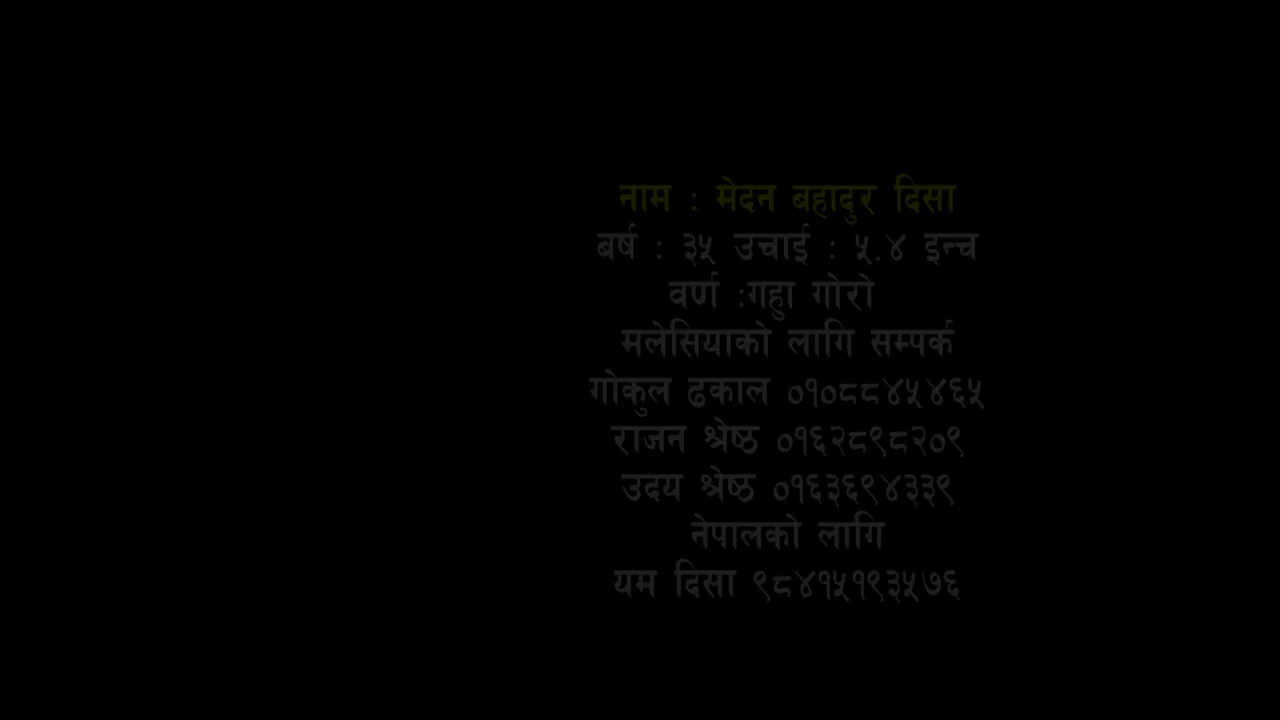 नाम : मेदन बहादुर दिसा
बर्ष : ३५ उचाई : ५.४ इन्च
वर्ण :गहुा गोरो
मलेसियाको लागि सम्पर्क
गोकुल ढकाल ०१०८८४५४६५
राजन श्रेष्ठ ०१६२८९८२०९
उदय श्रेष्ठ ०१६३६९४३३९
नेपालको लागि
यम दिसा ९८४१५१९३५७६